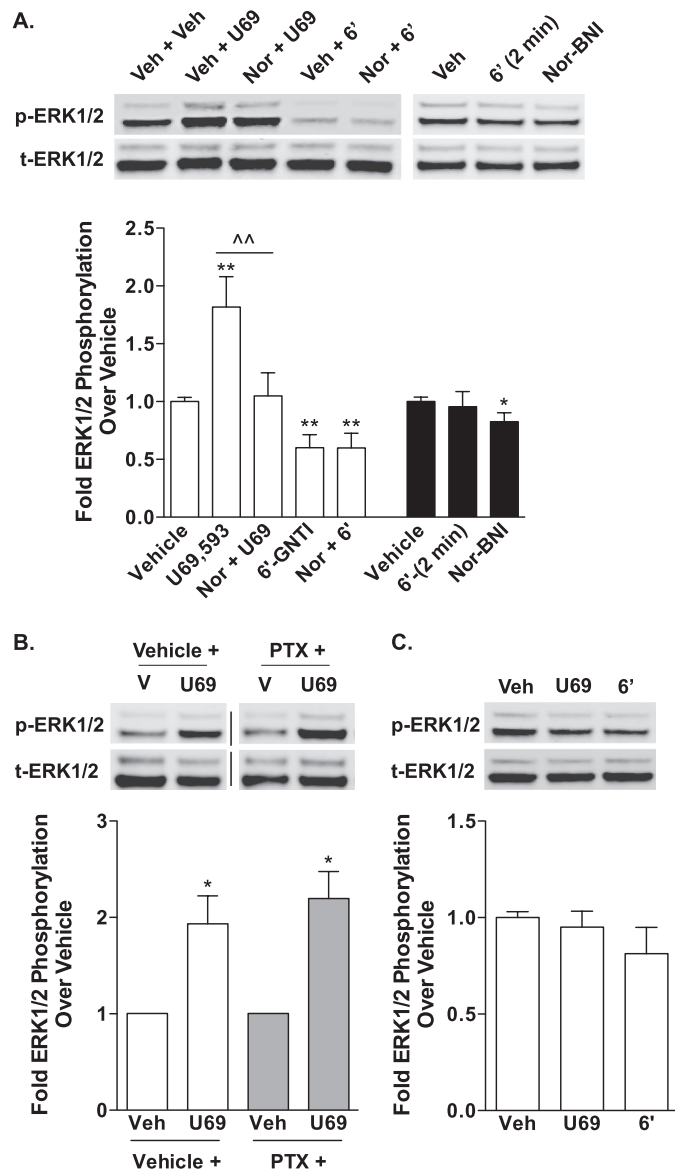 A.
Veh + Veh
Veh + U69
Nor + U69
Veh + 6’
Nor + 6’
Veh
6’ (2 min)
Nor-BNI
p-ERK1/2
t-ERK1/2
Fold ERK1/2 Phosphorylation
Over Vehicle
2.5
2.0
1.5
1.0
0.5
0.0
^^
**
**
**
*
Vehicle
U69,593
Nor + U69
6'-GNTI
Nor + 6'
Vehicle
6'-(2 min)
Nor-BNI
B.
Vehicle +
PTX +
V
U69
V
U69
p-ERK1/2
t-ERK1/2
Fold ERK1/2 Phosphorylation
Over Vehicle
3
2
1
0
*
*
Veh
U69
Veh
U69
Vehicle +
PTX +
C.
Veh
U69
6’
p-ERK1/2
t-ERK1/2
Fold ERK1/2 Phosphorylation
Over Vehicle
1.5
1.0
0.5
0.0
Veh
U69
6'